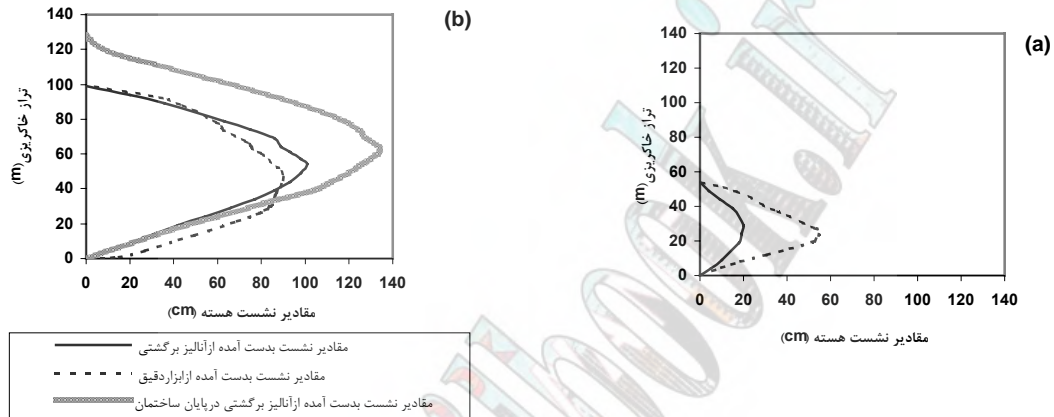 (b)
140
120
100
80
60
40
20
0
تراز خاکریزی(m)
0 20 40 60 80 100 120 140
مقادیر نشست هسته (cm)
(a)
140
120
100
80
60
40
20
0
تراز خاکریزی(m)
0 20 40 60 80 100 120 140
مقادیر نشست هسته (cm)
مقادیر نشست بدست آمده ازآنالیز برگشتی
مقادیر نشست بدست آمده ازابزاردقیق
مقادیر نشست بدست آمده ازآنالیز برگشتی درپایان ساختمان